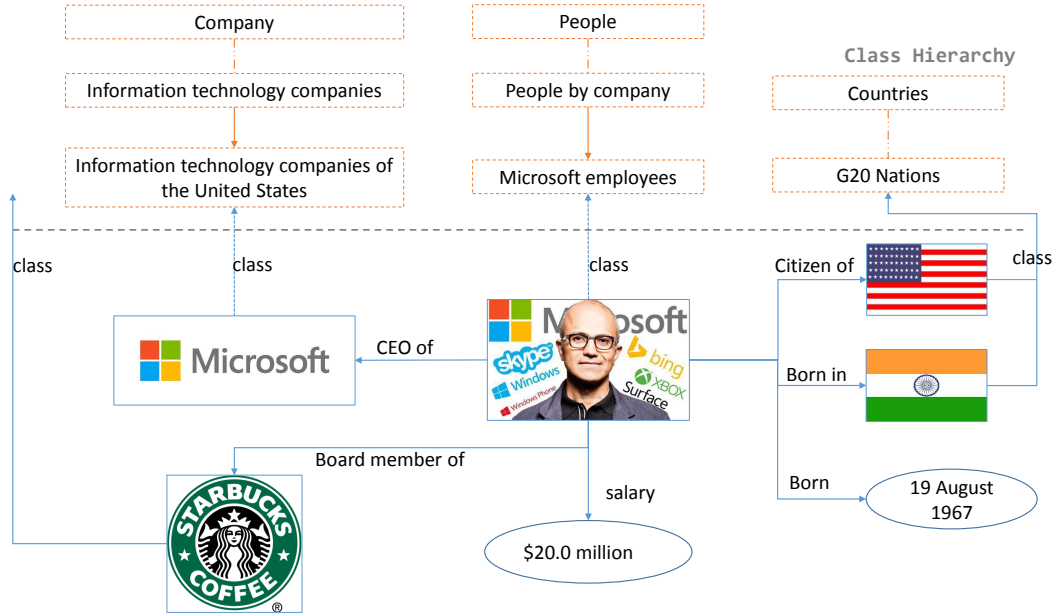 Company
People
Class Hierarchy
Information technology companies
People by company
Countries
Information technology companies of
the United States
Microsoft employees
G20 Nations
class
class
class
class
Citizen of
Microsoft
CEO of
Microsoft
skype
Windows
Windows Phone
bing
XBOX
Surface
Born in
Board member of
salary
Born
19 August
1967
STARBUCKS
COFFEE
®
$20.0 million